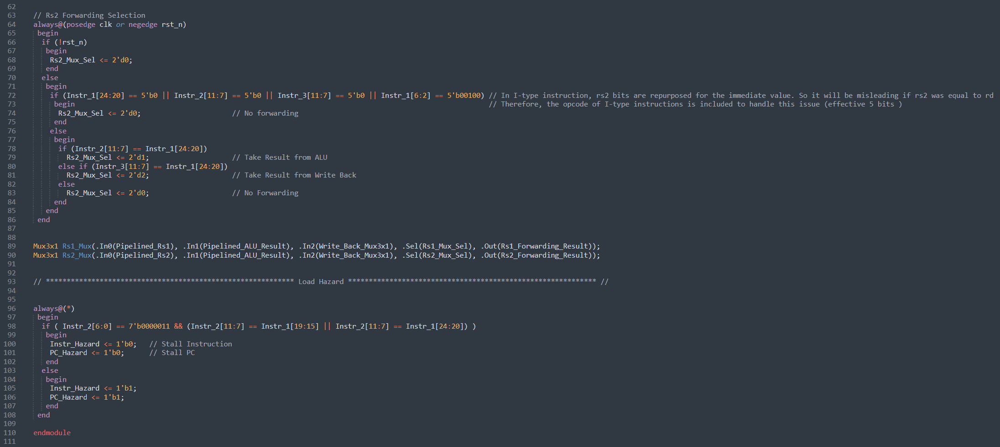 62
63 // Rs2 Forwarding Selection
64 always@(posedge clk or negedge rst_n)
65 begin
66 if (!rst_n)
67 begin
68 Rs2_Mux_Sel <= 2'd0;
69 end
70 else
71 begin
72 if (Instr_1[24:20] == 5'b0 || Instr_2[11:7] == 5'b0 || Instr_3[11:7] == 5'b0 || Instr_1[6:2] == 5'b00100) // In I-type instruction, rs2 bits are repurposed for the immediate value. So it will be misleading if rs2 was equal to rd
73 begin // Therefore, the opcode of I-type instructions is included to handle this issue (effective 5 bits )
74 Rs2_Mux_Sel <= 2'd0; // No forwarding
75 end
76 else
77 begin
78 if (Instr_2[11:7] == Instr_1[24:20])
79 Rs2_Mux_Sel <= 2'd1; // Take Result from ALU
80 else if (Instr_3[11:7] == Instr_1[24:20])
81 Rs2_Mux_Sel <= 2'd2; // Take Result from Write Back
82 else
83 Rs2_Mux_Sel <= 2'd0; // No Forwarding
84 end
85 end
86 end
87
88
89 Mux3x1 Rs1_Mux(.In0(Pipelined_Rs1), .In1(Pipelined_ALU_Result), .In2(Write_Back_Mux3x1), .Sel(Rs1_Mux_Sel), .Out(Rs1_Forwarding_Result));
90 Mux3x1 Rs2_Mux(.In0(Pipelined_Rs2), .In1(Pipelined_ALU_Result), .In2(Write_Back_Mux3x1), .Sel(Rs2_Mux_Sel), .Out(Rs2_Forwarding_Result));
91
92
93 // ************************************************************ Load Hazard ************************************************************ //
94
95
96 always@(*)
97 begin
98 if ( Instr_2[6:0] == 7'b0000011 && (Instr_2[11:7] == Instr_1[19:15] || Instr_2[11:7] == Instr_1[24:20]) )
99 begin
100 Instr_Hazard <= 1'b0; // Stall Instruction
101 PC_Hazard <= 1'b0; // Stall PC
102 end
103 else
104 begin
105 Instr_Hazard <= 1'b1;
106 PC_Hazard <= 1'b1;
107 end
108 end
109
110 endmodule
111